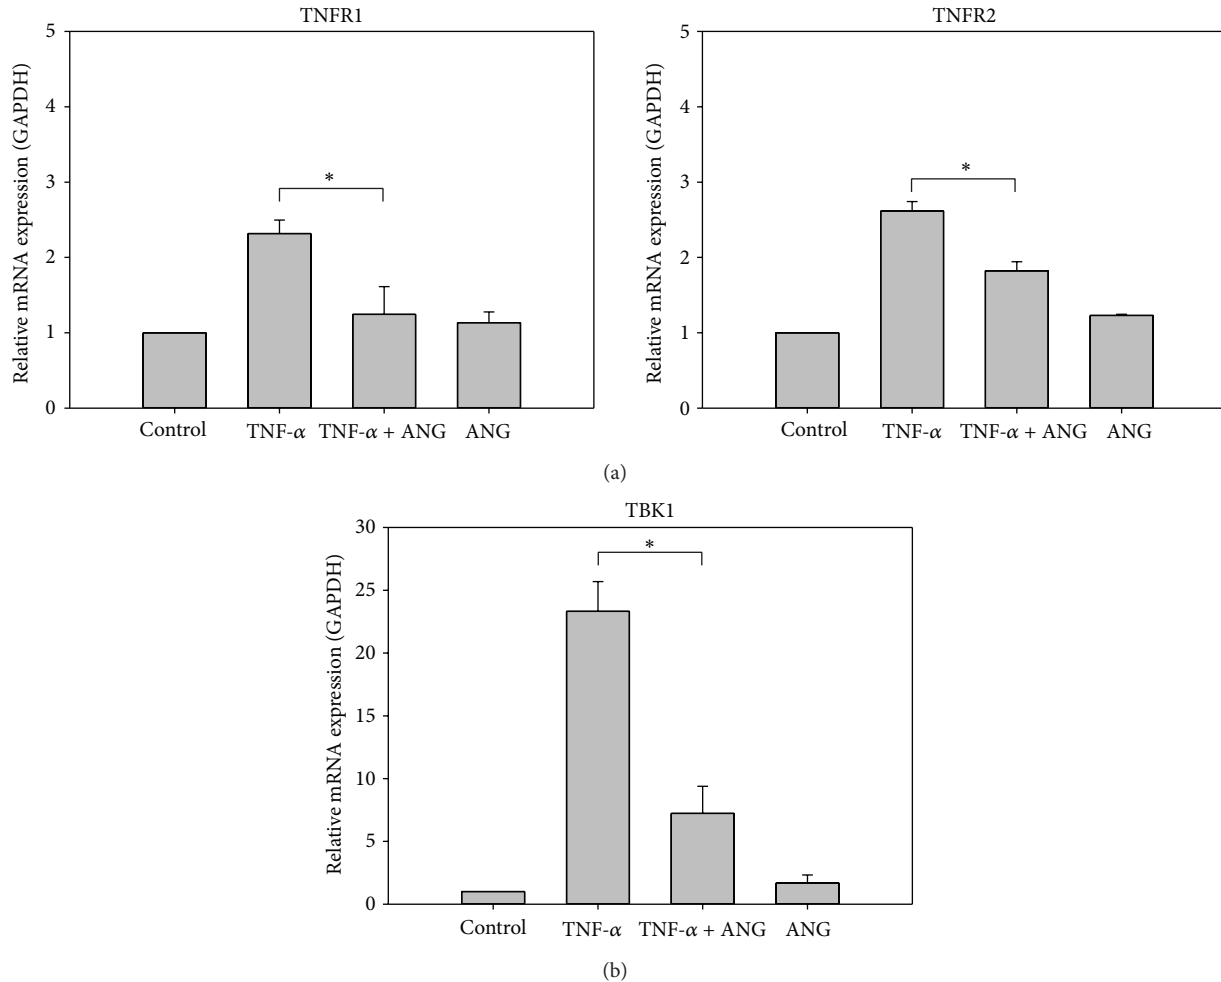 TNFR1
Relative mRNA expression (GAPDH)
5
4
3
2
1
0
*
Control TNF-α TNF-α + ANG ANG
TNFR2
Relative mRNA expression (GAPDH)
5
4
3
2
1
0
*
Control TNF-α TNF-α + ANG ANG
(a)
TBK1
Relative mRNA expression (GAPDH)
30
25
20
15
10
5
0
*
Control TNF-α TNF-α + ANG ANG
(b)